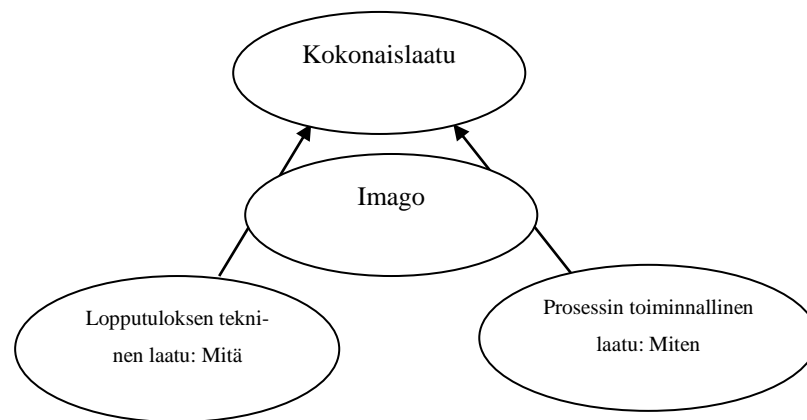 Kokonaislaatu
Imago
Lopputuloksen tekni-
nen laatu: Mitä
Prosessin toiminnallinen
laatu: Miten